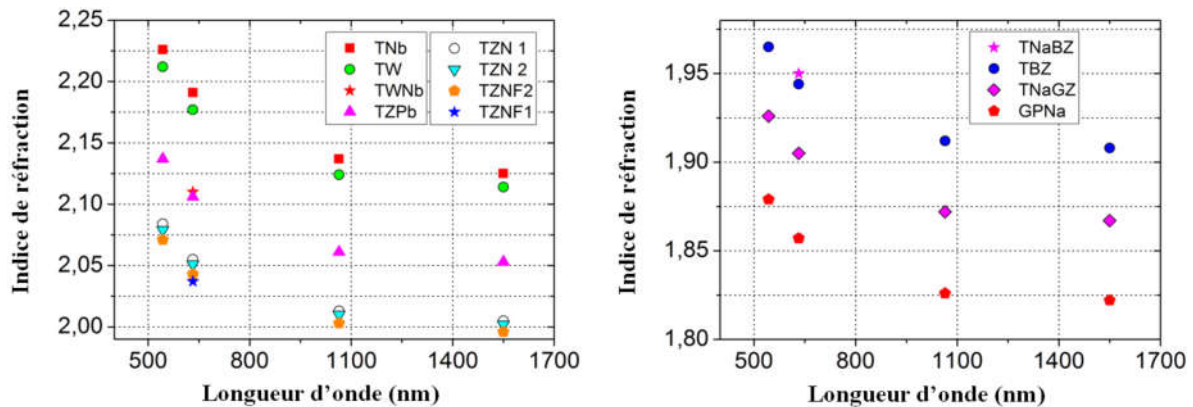 2,25
2,20
2,15
2,10
2,05
2,00
Indice de réfraction
TNb
TW
TWNb
TZPb
TZN 1
TZN 2
TZNF2
TZNF1
500
800
1100
1400
1700
Longueur d’onde (nm)
1,95
1,90
1,85
1,80
Indice de réfraction
TNaBZ
TBZ
TNaGZ
GPNa
500
800
1100
1400
1700
Longueur d’onde (nm)